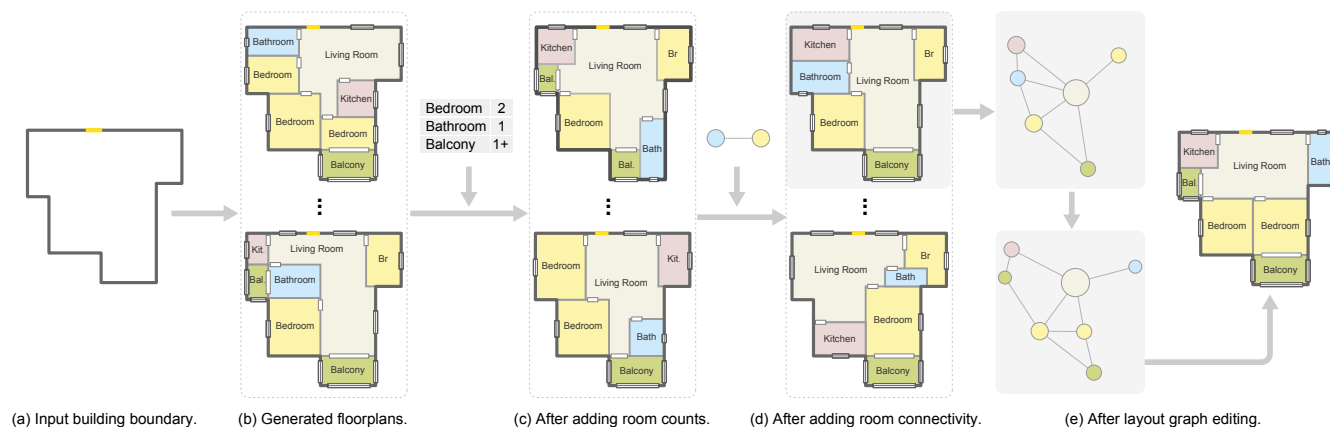 Bathroom
Living Room
Bedroom
Kitchen
Bedroom
Bedroom
Balcony
...
Kit.
Living Room
Br
Bal.
Bathroom
Bedroom
Balcony
Bedroom 2
Bathroom 1
Balcony 1+
Kitchen
Br
Living Room
Bal.
Bedroom
Bath
Bal.
...
Bedroom
Kit.
Living Room
Bedroom
Bath
Balcony
Kitchen
Br
Living Room
Bathroom
Bedroom
Balcony
...
Br
Living Room
Bath
Bedroom
Kitchen
Balcony
Kitchen
Living Room
Bath
Bal.
Bedroom
Bedroom
Balcony
(a) Input building boundary.
(b) Generated floorplans.
(c) After adding room counts.
(d) After adding room connectivity.
(e) After layout graph editing.